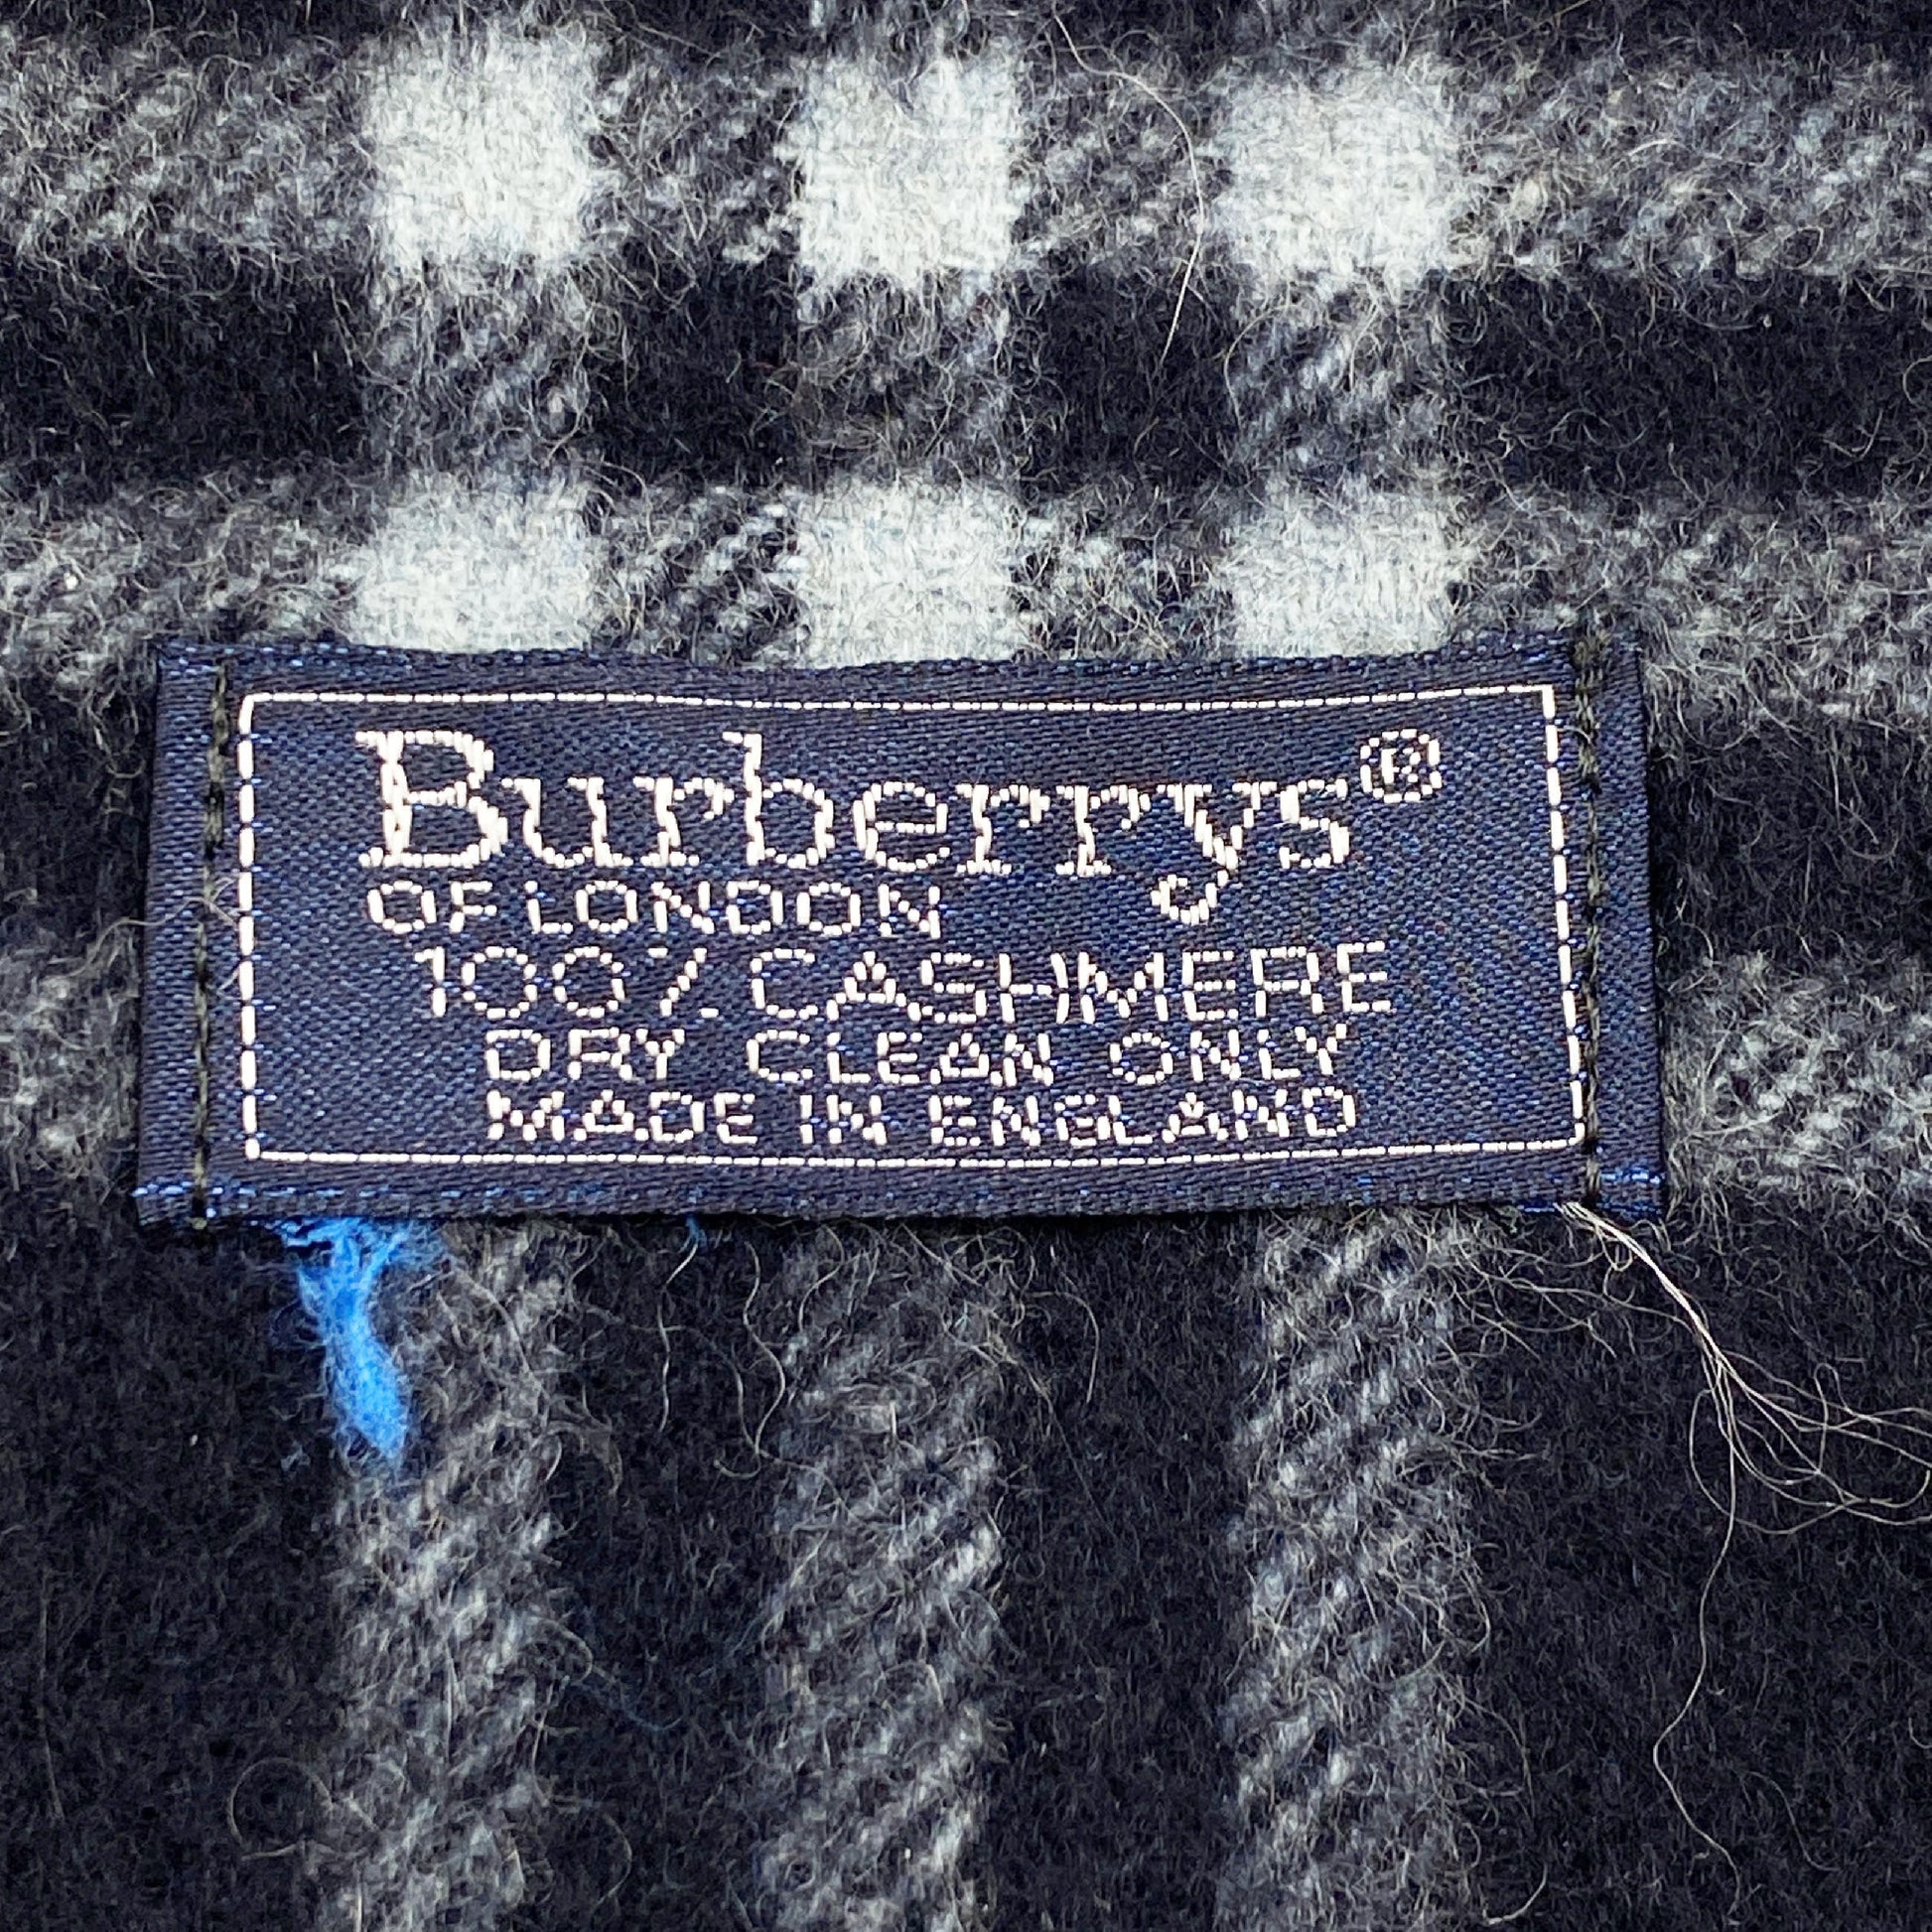 Burberrys®
OF LONDON
100% CASHMERE
DRY CLEAN ONLY
MADE IN ENGLAND